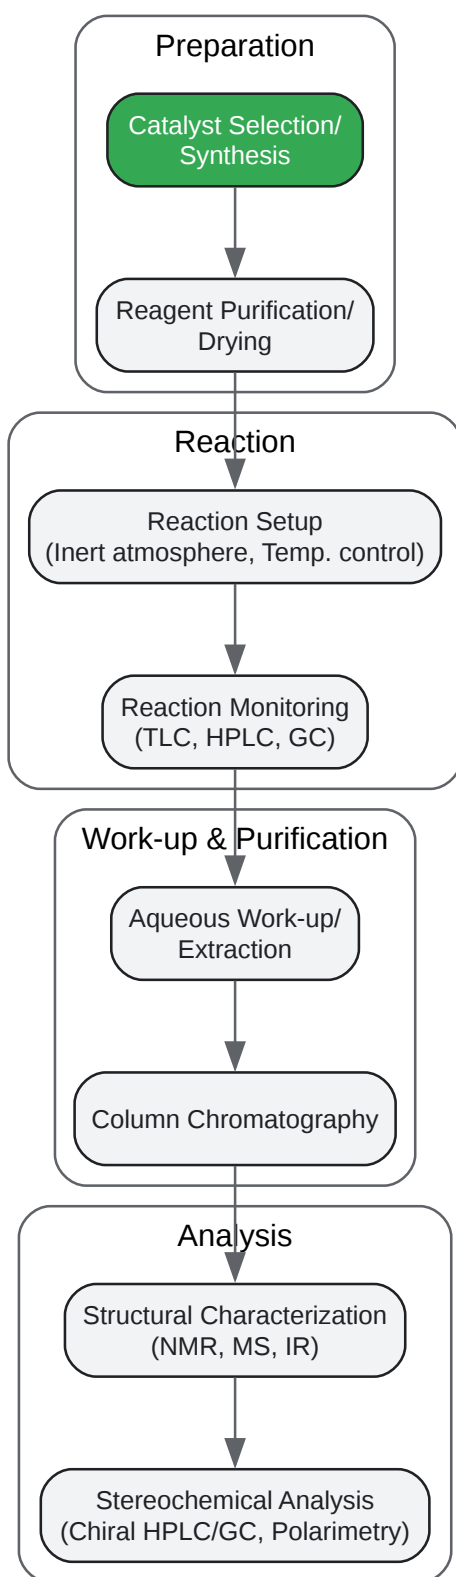 Preparation
Catalyst Selection/
Synthesis
Reagent Purification/
Drying
Reaction
Reaction Setup
(Inert atmosphere, Temp. control)
Reaction Monitoring
(TLC, HPLC, GC)
Work-up & Purification
Aqueous Work-up/
Extraction
Column Chromatography
Analysis
Structural Characterization
(NMR, MS, IR)
Stereochemical Analysis
(Chiral HPLC/GC, Polarimetry)